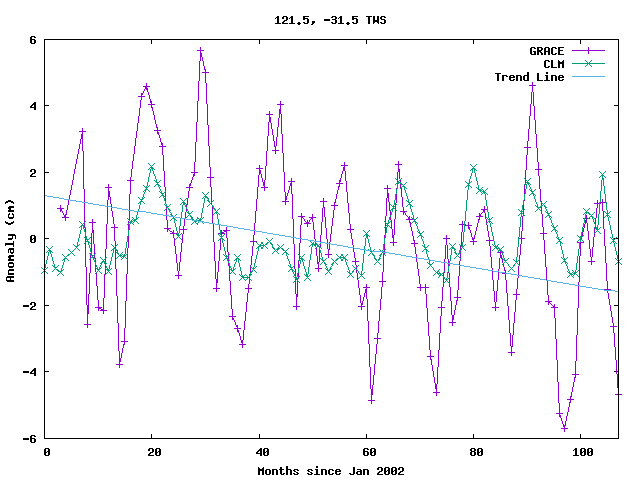 121.5, -31.5 TWS
GRACE
CLM
Trend Line
6
4
2
0
-2
-4
-6
Anomaly (cm)
0 20 40 60 80 100
Months since Jan 2002